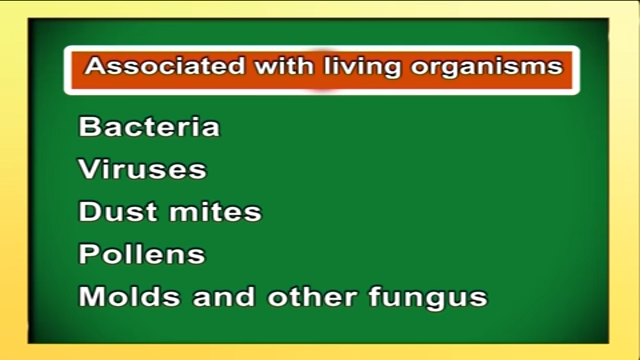 Associated with living organisms
Bacteria
Viruses
Dust mites
Pollens
Molds and other fungus